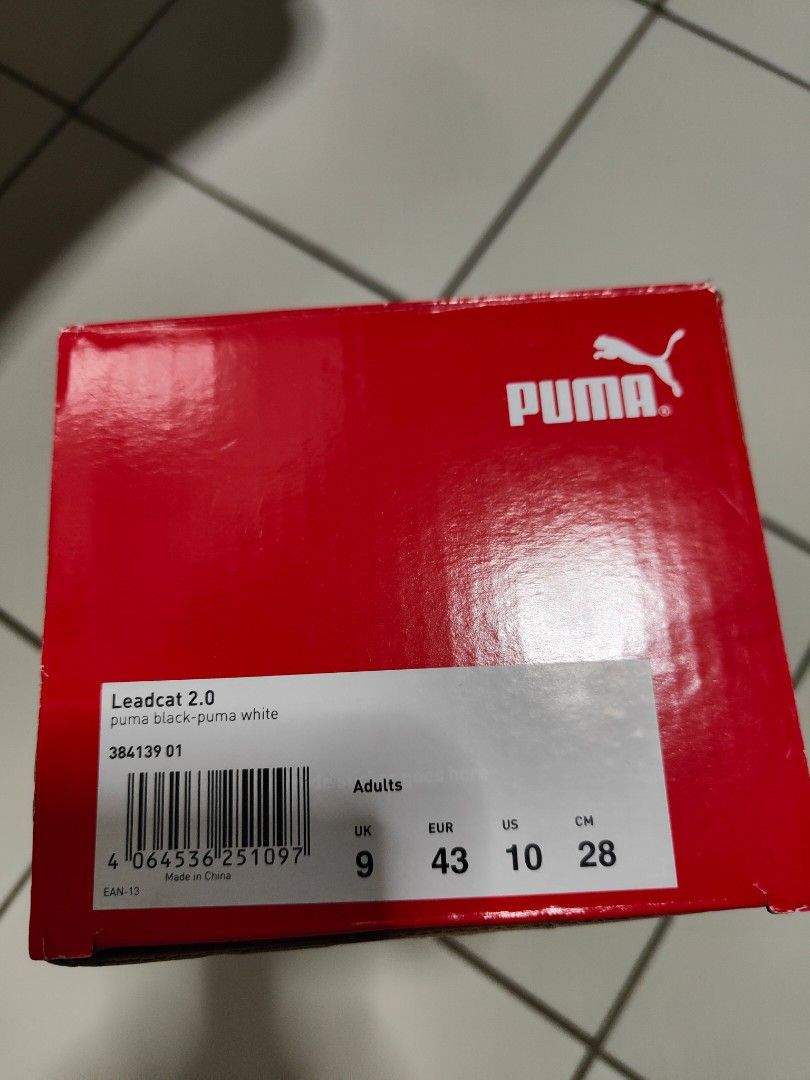 PUMA®
Leadcat 2.0
puma black-puma white
384139 01
Adults
UK EUR US CM
9 43 10 28
4 064536 251097
Made in China
EAN-13